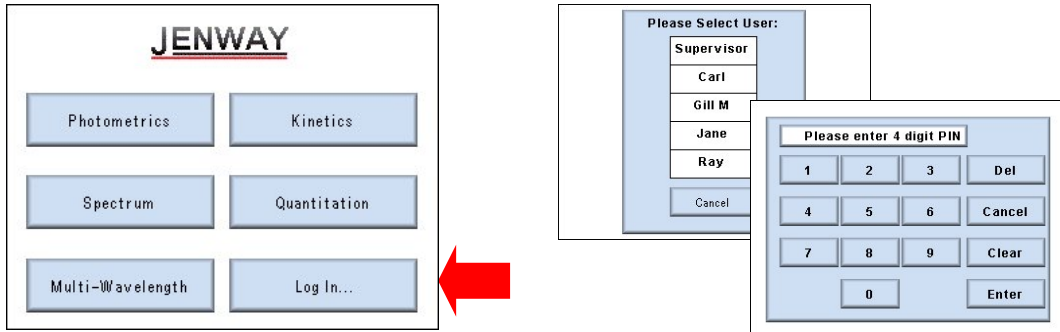 JENWAY
Photometrics Kinetics
Spectrum Quantitation
Multi-Wavelength Log In...
Please Select User:
Supervisor
Carl
Gill M
Jane
Ray
Cancel
Please enter 4 digit PIN
1 2 3 Del
4 5 6 Cancel
7 8 9 Clear
0 Enter